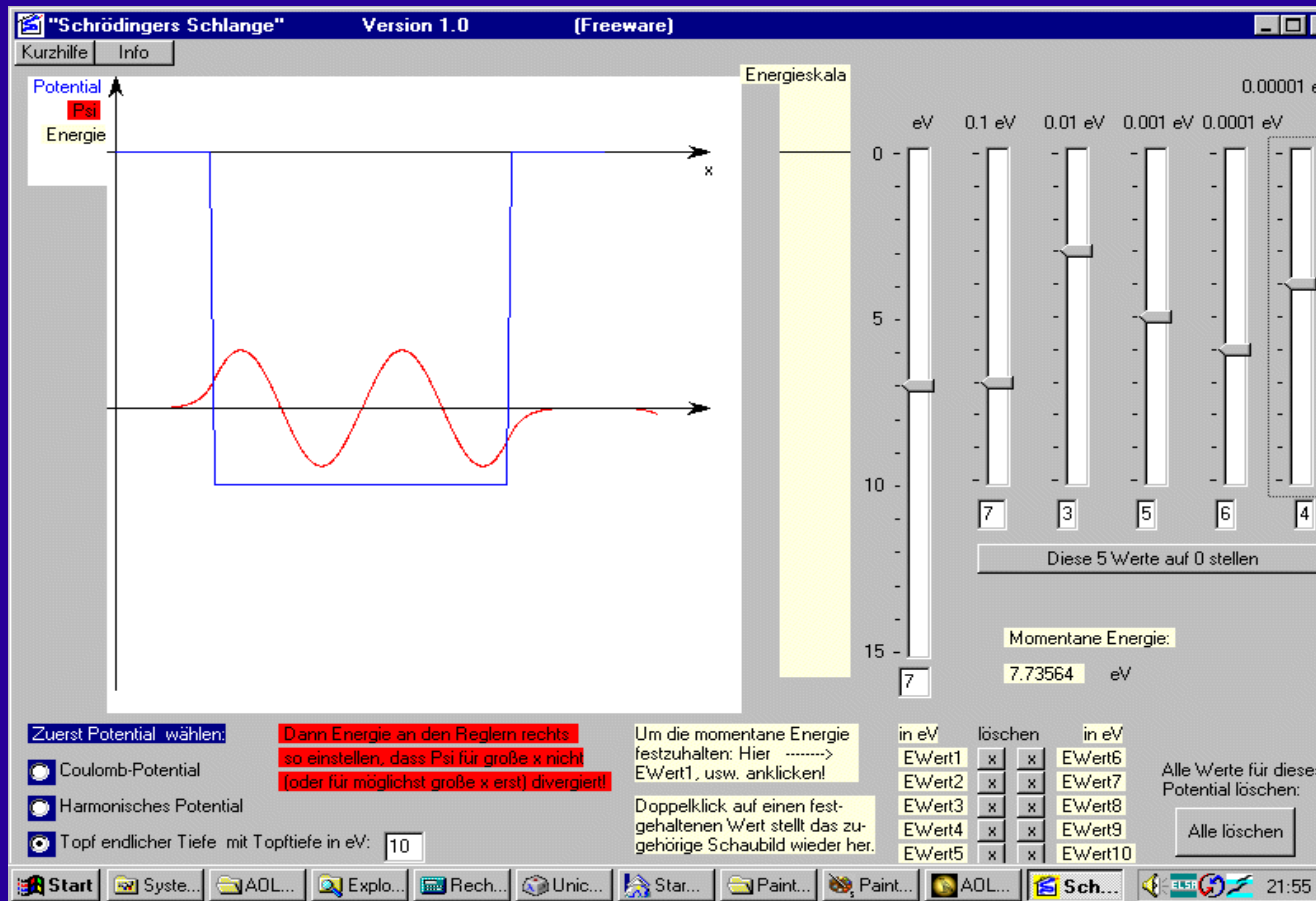 "Schrödingers Schlange" Version 1.0 (Freeware)
Kurzhilfe Info
Potential
Psi
Energie
x
Energieskala
0.00001 e
eV 0.1 eV 0.01 eV 0.001 eV 0.0001 eV
0
5
10
15
7 3 5 6 4
Diese 5 Werte auf 0 stellen
Momentane Energie:
7.73564 eV
7
Zuerst Potential wählen:
Coulomb-Potential
Harmonisches Potential
Topf endlicher Tiefe mit Topftiefe in eV: 10
Dann Energie an den Reglern rechts
so einstellen, dass Psi für große x nicht
(oder für möglichst große x erst) divergiert!
Um die momentane Energie
festzuhalten: Hier ------->
EWert1, usw. anklicken!
Doppelklick auf einen fest-
gehaltenen Wert stellt das zu-
gehörige Schaubild wieder her.
in eV löschen in eV
EWert1 x x EWert6
EWert2 x x EWert7
EWert3 x x EWert8
EWert4 x x EWert9
EWert5 x x EWert10
Alle Werte für diese
Potential löschen:
Alle löschen
Start Syste... AOL... Explo... Rech... Unic... Star... Paint... Paint... AOL... Sch... ELSA 21:55